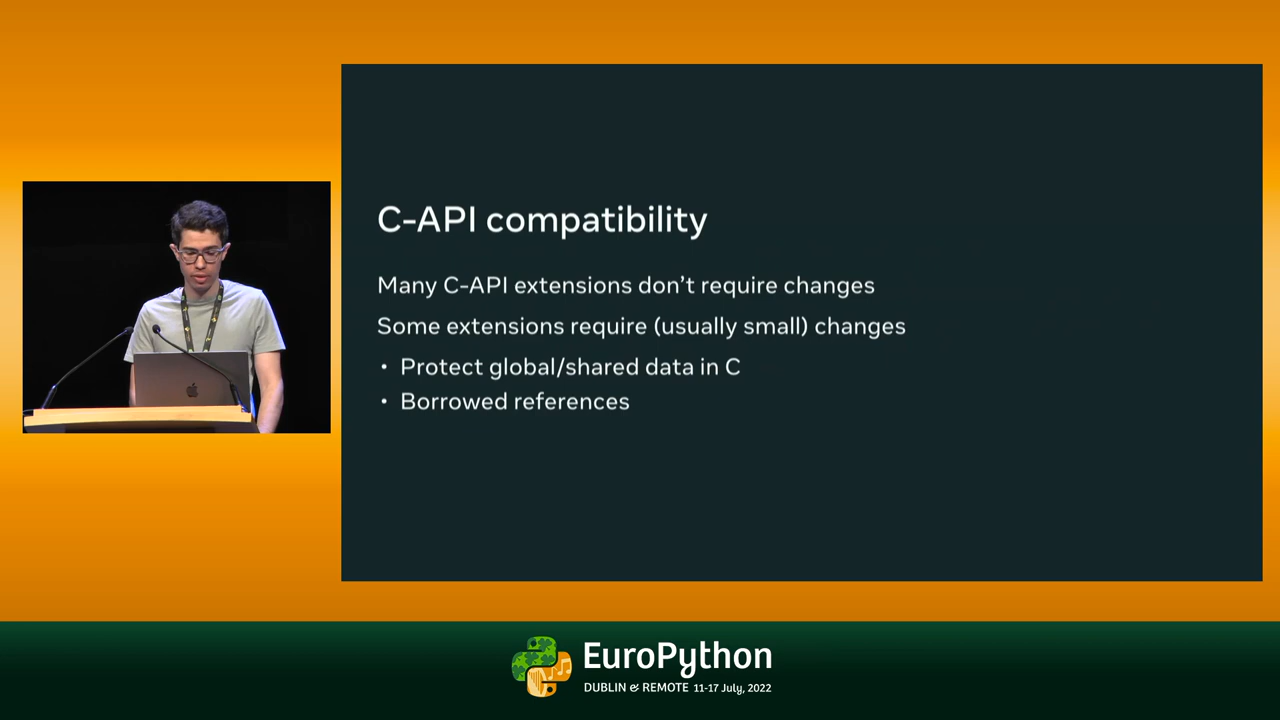 C-API compatibility
Many C-API extensions don’t require changes
Some extensions require (usually small) changes
• Protect global/shared data in C
• Borrowed references
EuroPython
DUBLIN & REMOTE 11-17 July, 2022